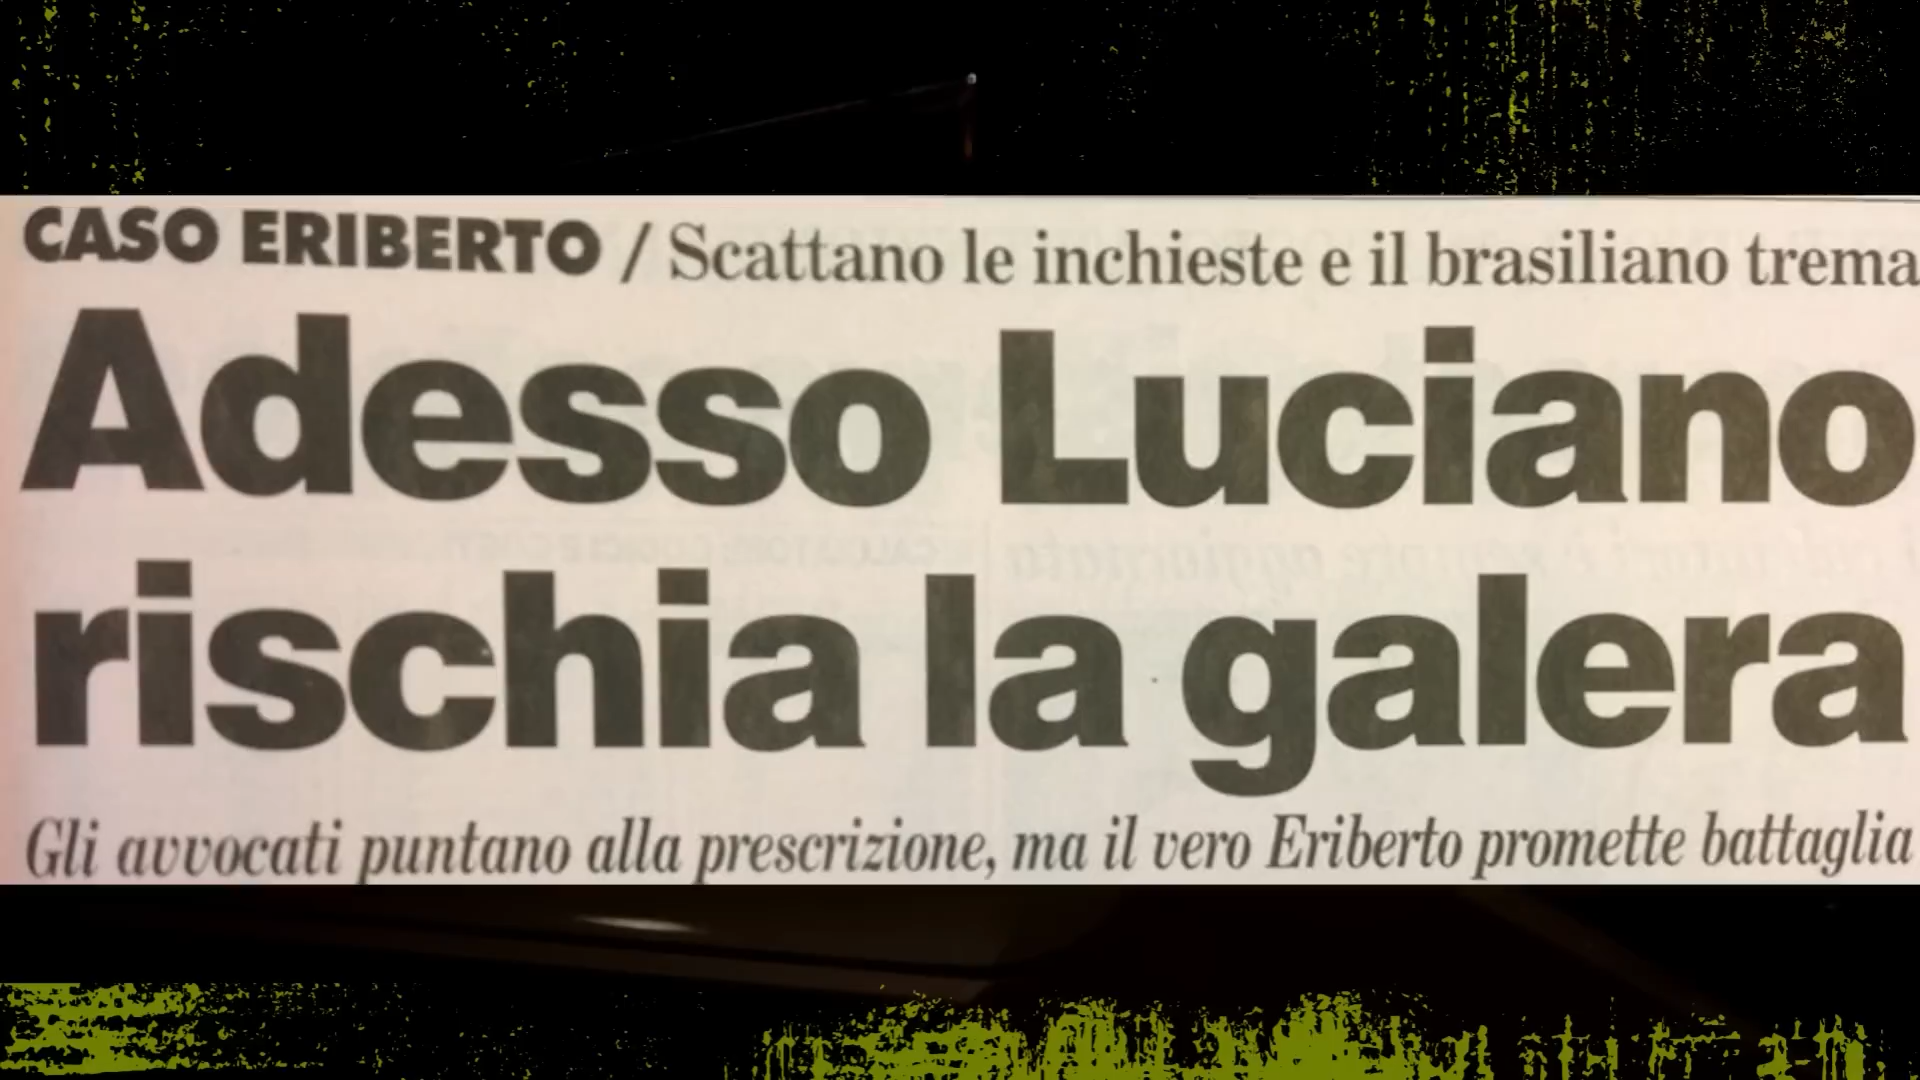 CASO ERIBERTO / Scattano le inchieste e il brasiliano trema
Adesso Luciano
rischia la galera
Gli avvocati puntano alla prescrizione, ma il vero Eriberto promette battaglia